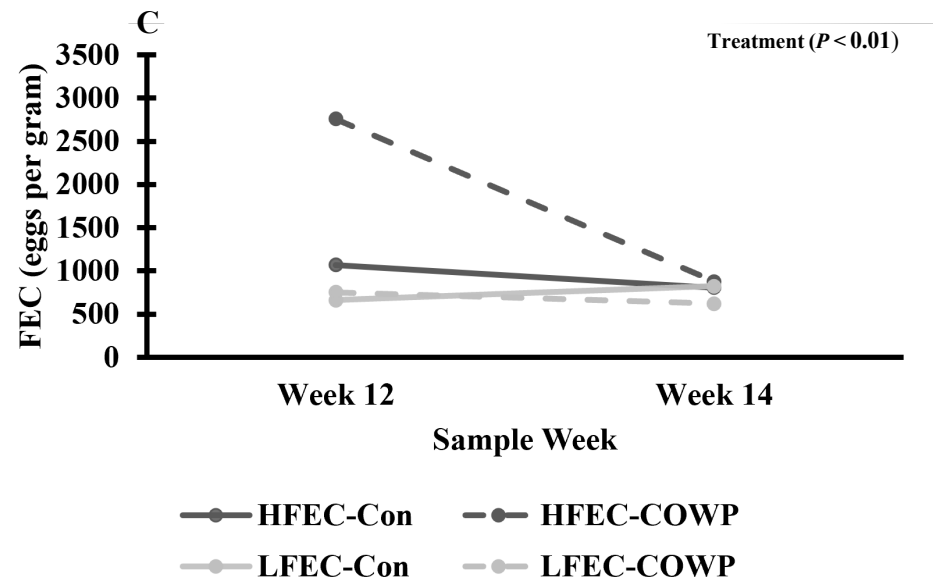 C
Treatment (P < 0.01)
3500
3000
2500
2000
1500
1000
500
0
FEC (eggs per gram)
Week 12 Week 14
Sample Week
HFEC-Con HFEC-COWP
LFEC-Con LFEC-COWP